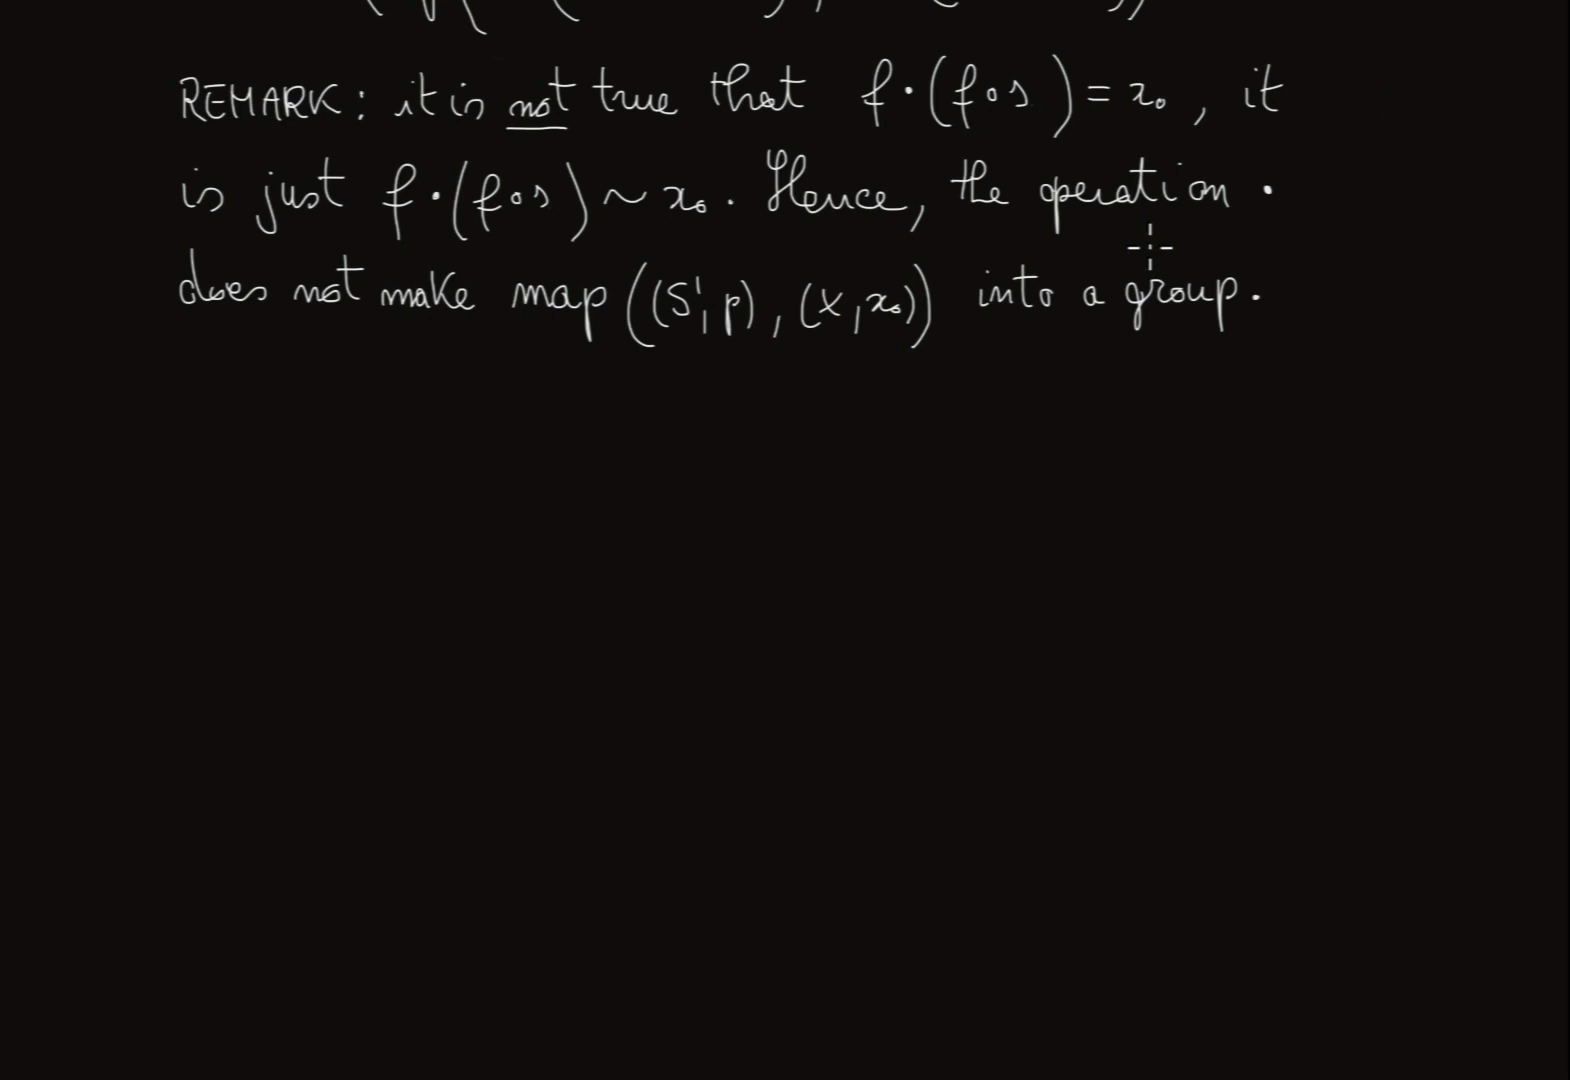 REMARK: it is not true that f·(f∘s) = x₀, it
is just f·(f∘s) ~ x₀. Hence, the operation ·
does not make map((S¹, p), (X, x₀)) into a group.